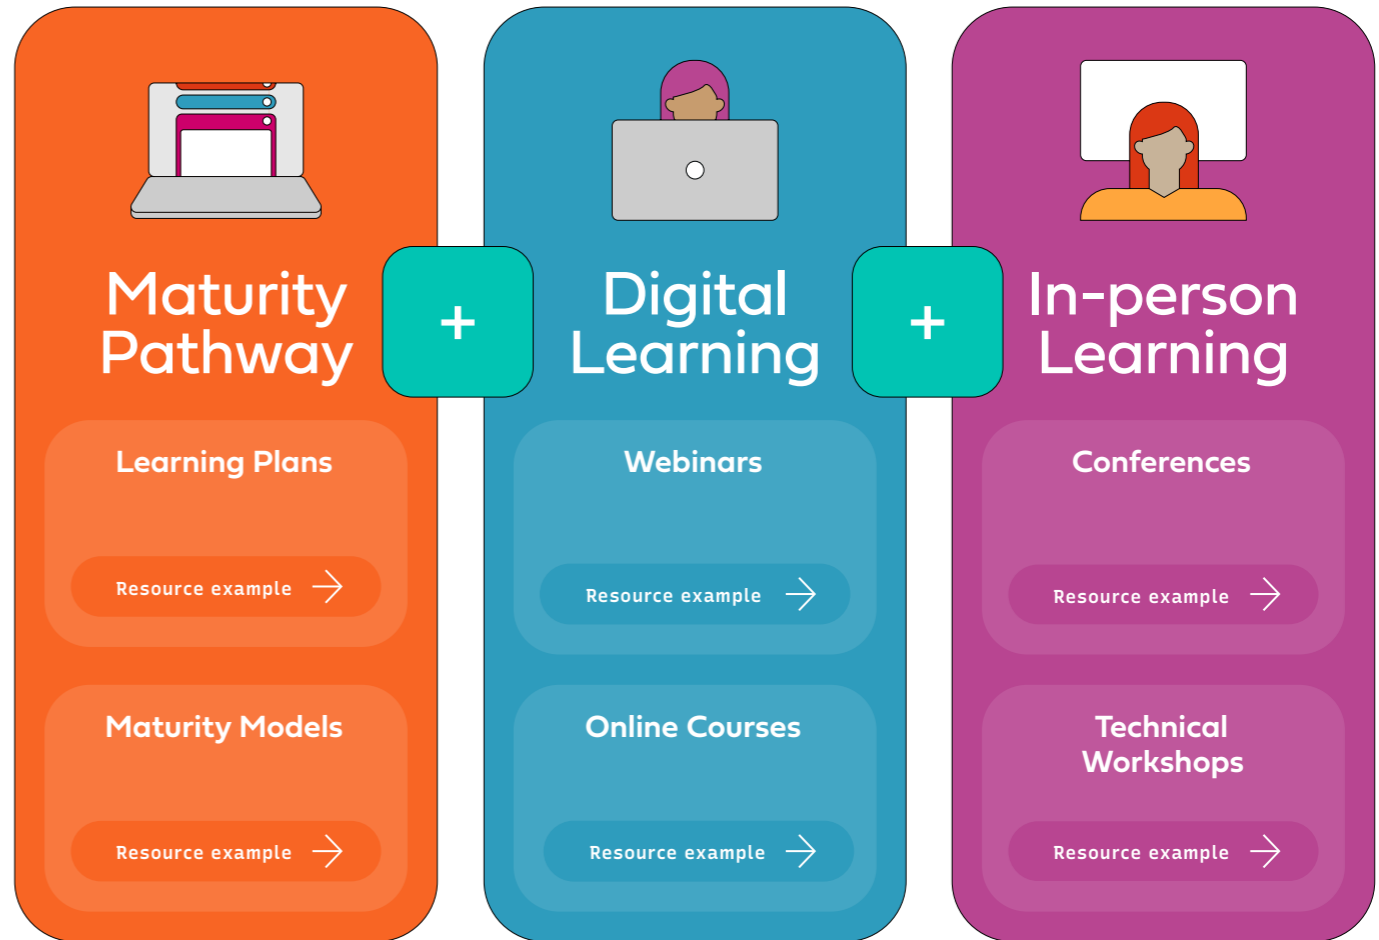 Maturity
Pathway
Learning Plans
Resource example
Maturity Models
Resource example
+
Digital
Learning
Webinars
Resource example
Online Courses
Resource example
+
In-person
Learning
Conferences
Resource example
Technical
Workshops
Resource example